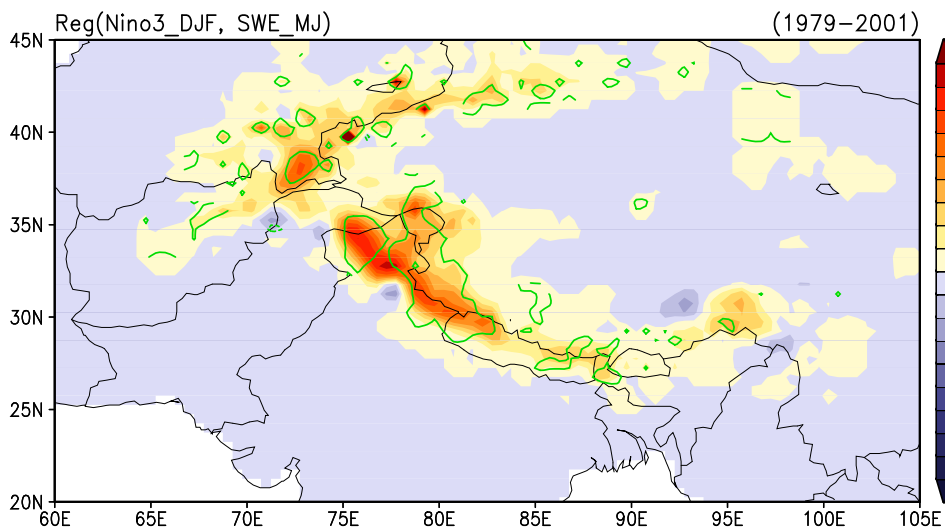 Reg(Nino3_DJF, SWE_MJ) (1979−2001)
45N
40N
35N
30N
25N
20N
60E 65E 70E 75E 80E 85E 90E 95E 100E 105E